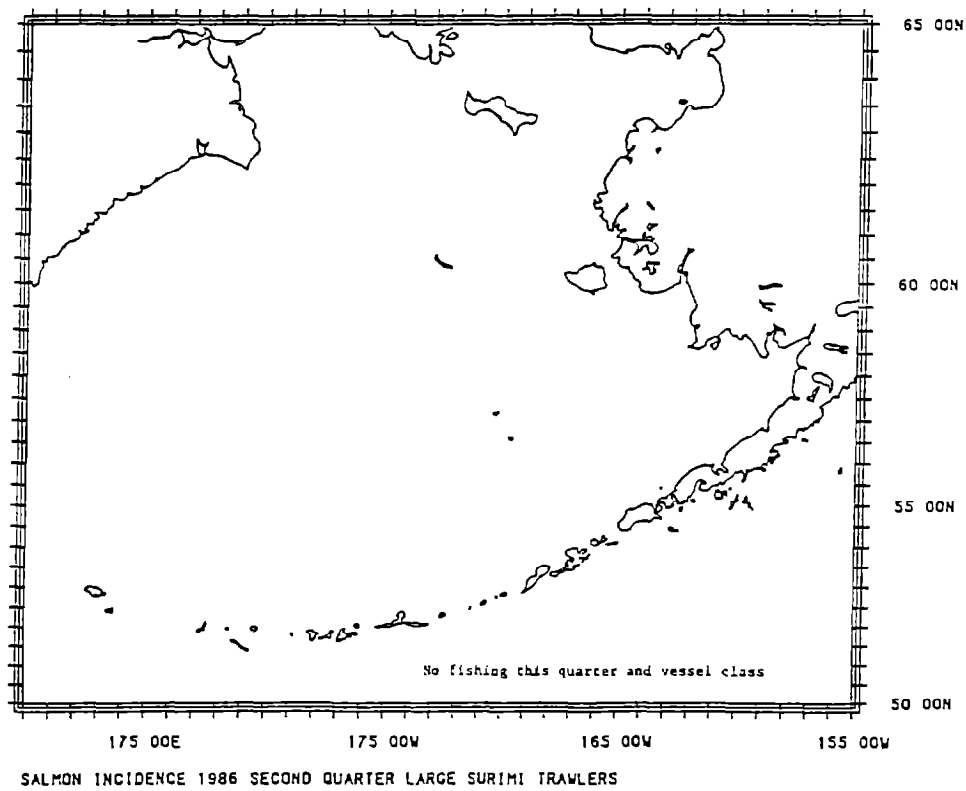 65 00N
60 00N
55 00N
No fishing this quarter and vessel class
50 00N
175 00E 175 00W 165 00W 155 00W
SALMON INCIDENCE 1986 SECOND QUARTER LARGE SURIMI TRAWLERS